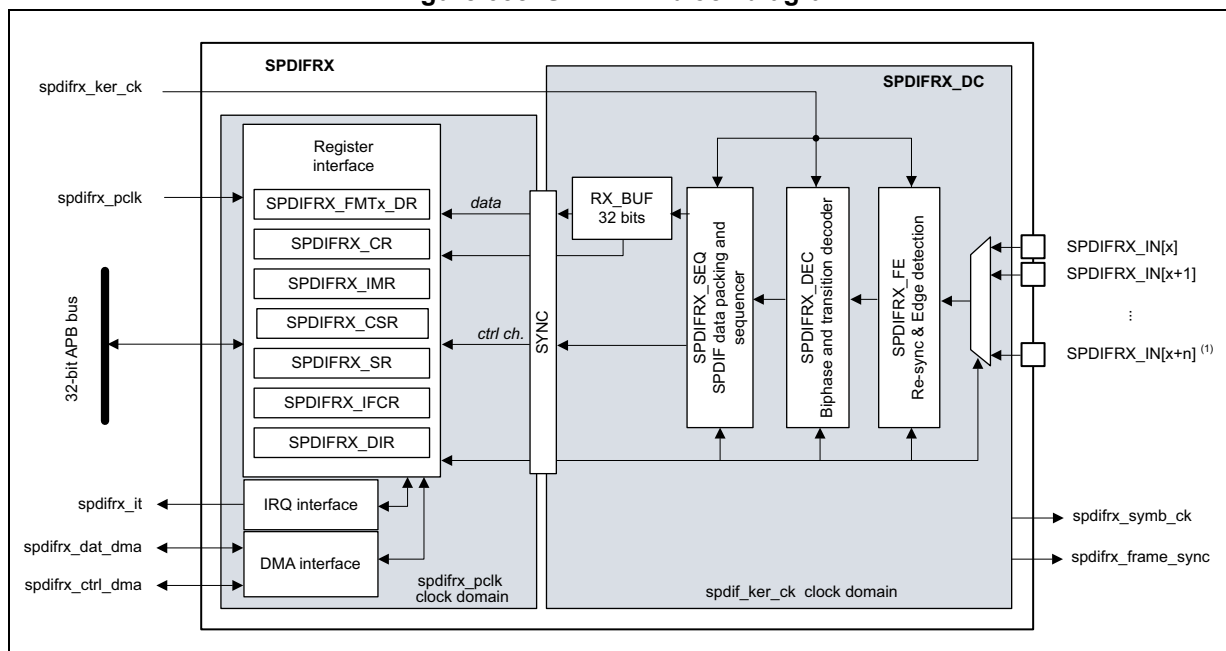 SPDIFRX
SPDIFRX_DC
spdifrx_ker_ck
Register
interface
spdifrx_pclk
SPDIFRX_FMTx_DR
SPDIFRX_CR
SPDIFRX_IMR
SPDIFRX_CSR
SPDIFRX_SR
SPDIFRX_IFCR
SPDIFRX_DIR
32-bit APB bus
data
ctrl ch.
SYNC
RX_BUF
32 bits
SPDIFRX_SEQ
SPDIF data packing and
sequencer
SPDIFRX_DEC
Biphase and transition decoder
SPDIFRX_FE
Re-sync & Edge detection
SPDIFRX_IN[x]
SPDIFRX_IN[x+1]
...
SPDIFRX_IN[x+n] (1)
spdifrx_it
IRQ interface
spdifrx_dat_dma
DMA interface
spdifrx_ctrl_dma
spdifrx_pclk
clock domain
spdif_ker_ck clock domain
spdifrx_symb_ck
spdifrx_frame_sync